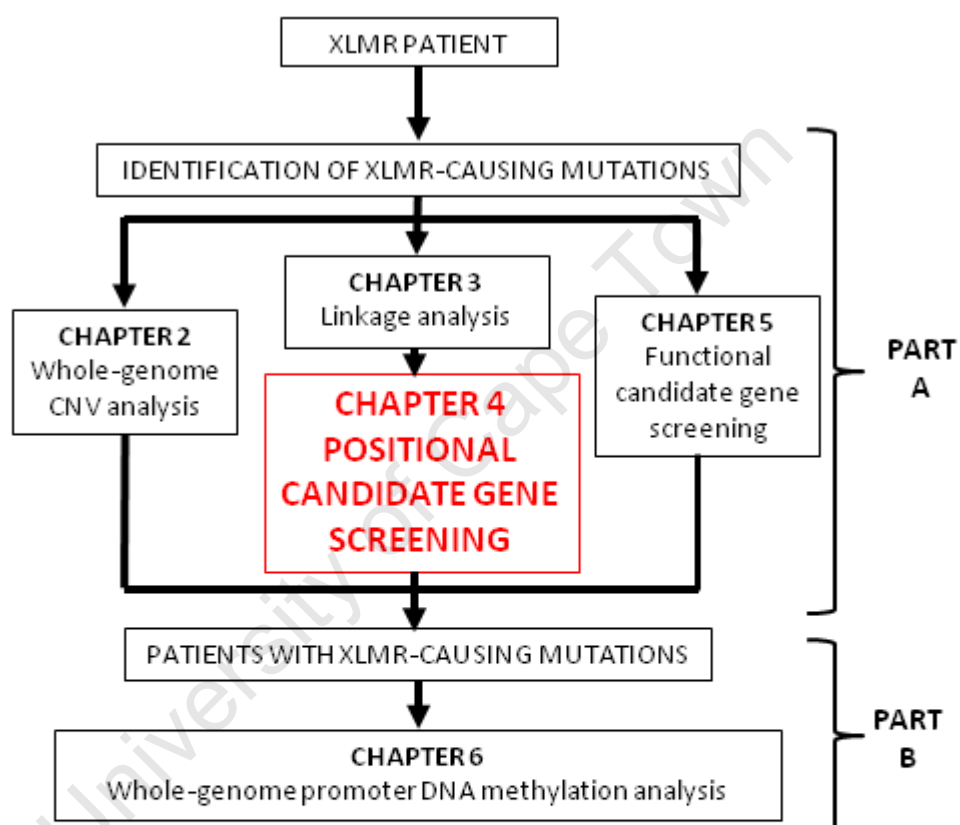 XLMR PATIENT
IDENTIFICATION OF XLMR-CAUSING MUTATIONS
CHAPTER 2
Whole-genome
CNV analysis
CHAPTER 3
Linkage analysis
CHAPTER 4
POSITIONAL
CANDIDATE GENE
SCREENING
CHAPTER 5
Functional
candidate gene
screening
PART
A
PATIENTS WITH XLMR-CAUSING MUTATIONS
CHAPTER 6
Whole-genome promoter DNA methylation analysis
PART
B
University of Cape Town